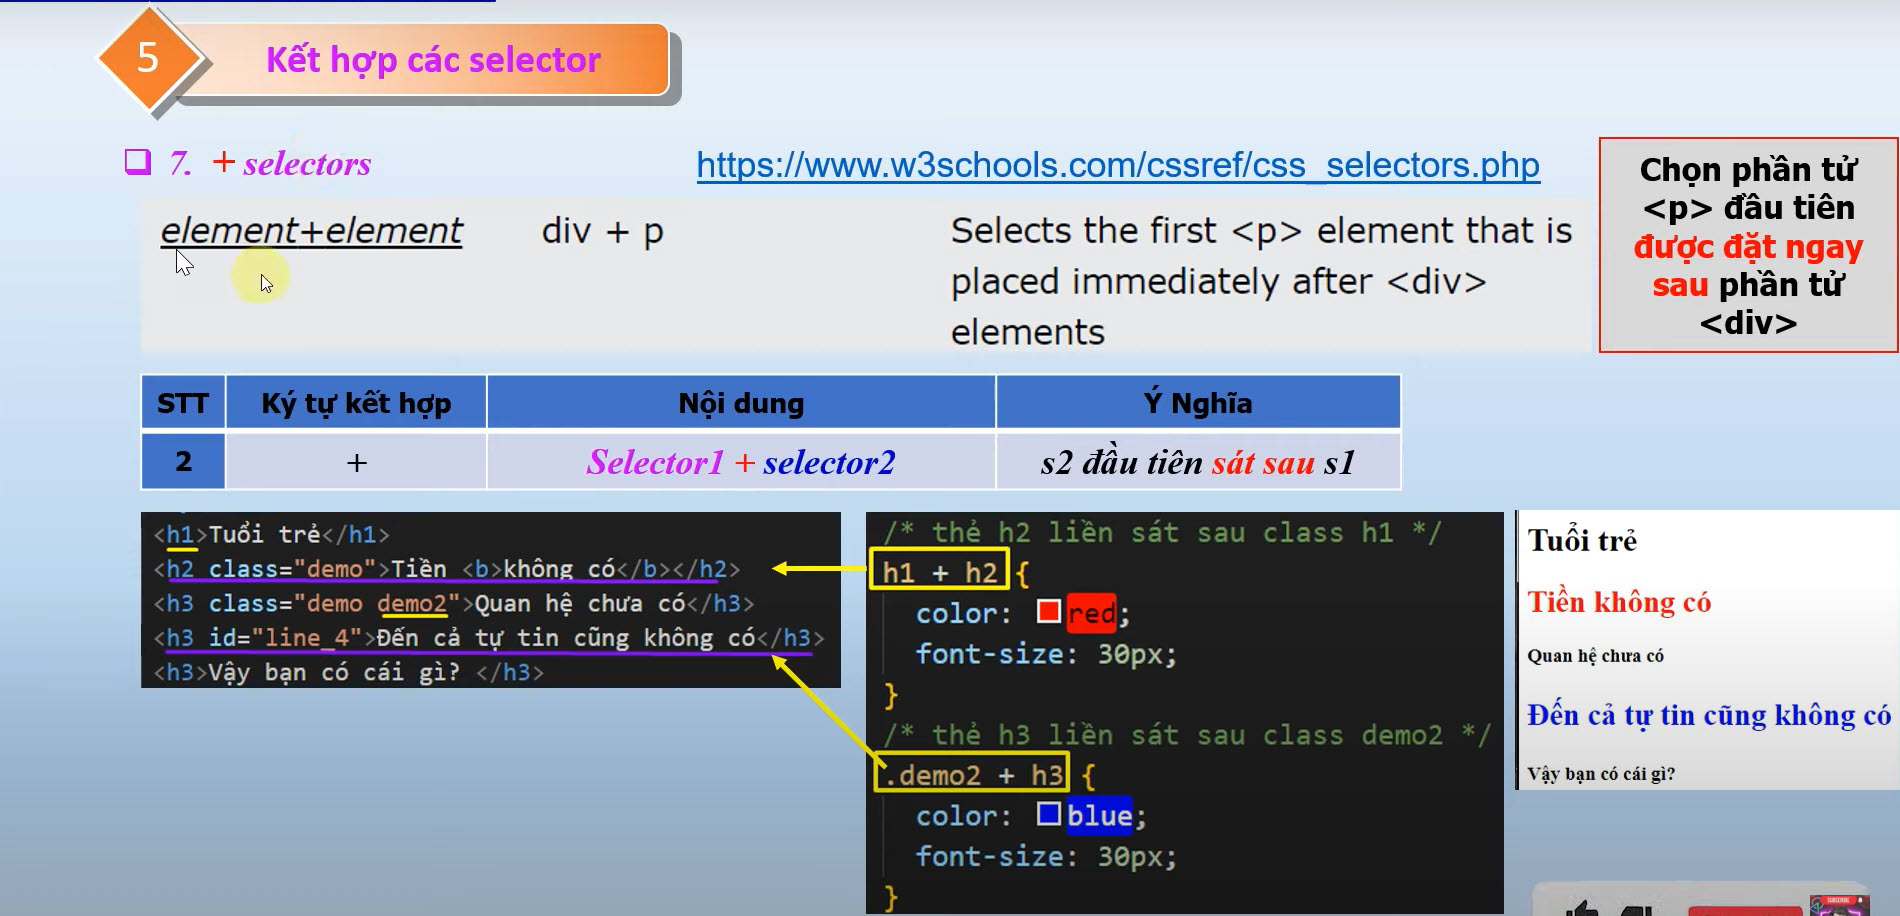 5
Kết hợp các selector
7. + selectors
https://www.w3schools.com/cssref/css_selectors.php
Chọn phần tử
<p> đầu tiên
được đặt ngay
sau phần tử
<div>
element+element
div + p
Selects the first <p> element that is
placed immediately after <div>
elements
STT Ký tự kết hợp Nội dung Ý Nghĩa
2 + Selector1 + selector2 s2 đầu tiên sát sau s1
<h1>Tuổi trẻ</h1>
<h2 class="demo">Tiền <b>không có</b></h2>
<h3 class="demo demo2">Quan hệ chưa có</h3>
<h3 id="line_4">Đến cả tự tin cũng không có</h3>
<h3>Vậy bạn có cái gì? </h3>
/* thẻ h2 liền sát sau class h1 */
h1 + h2 {
color: red;
font-size: 30px;
}
/* thẻ h3 liền sát sau class demo2 */
.demo2 + h3 {
color: blue;
font-size: 30px;
}
Tuổi trẻ
Tiền không có
Quan hệ chưa có
Đến cả tự tin cũng không có
Vậy bạn có cái gì?